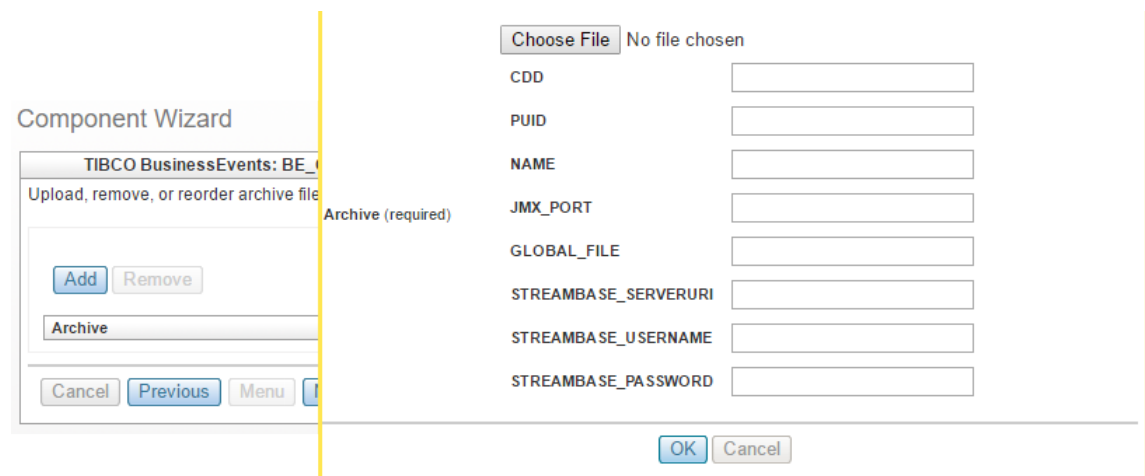 Component Wizard
TIBCO BusinessEvents: BE_
Upload, remove, or reorder archive file
Add Remove
Archive
Cancel Previous Menu
Choose File No file chosen
CDD
PUID
NAME
JMX_PORT
Archive (required)
GLOBAL_FILE
STREAMBASE_SERVERURI
STREAMBASE_USERNAME
STREAMBASE_PASSWORD
OK Cancel